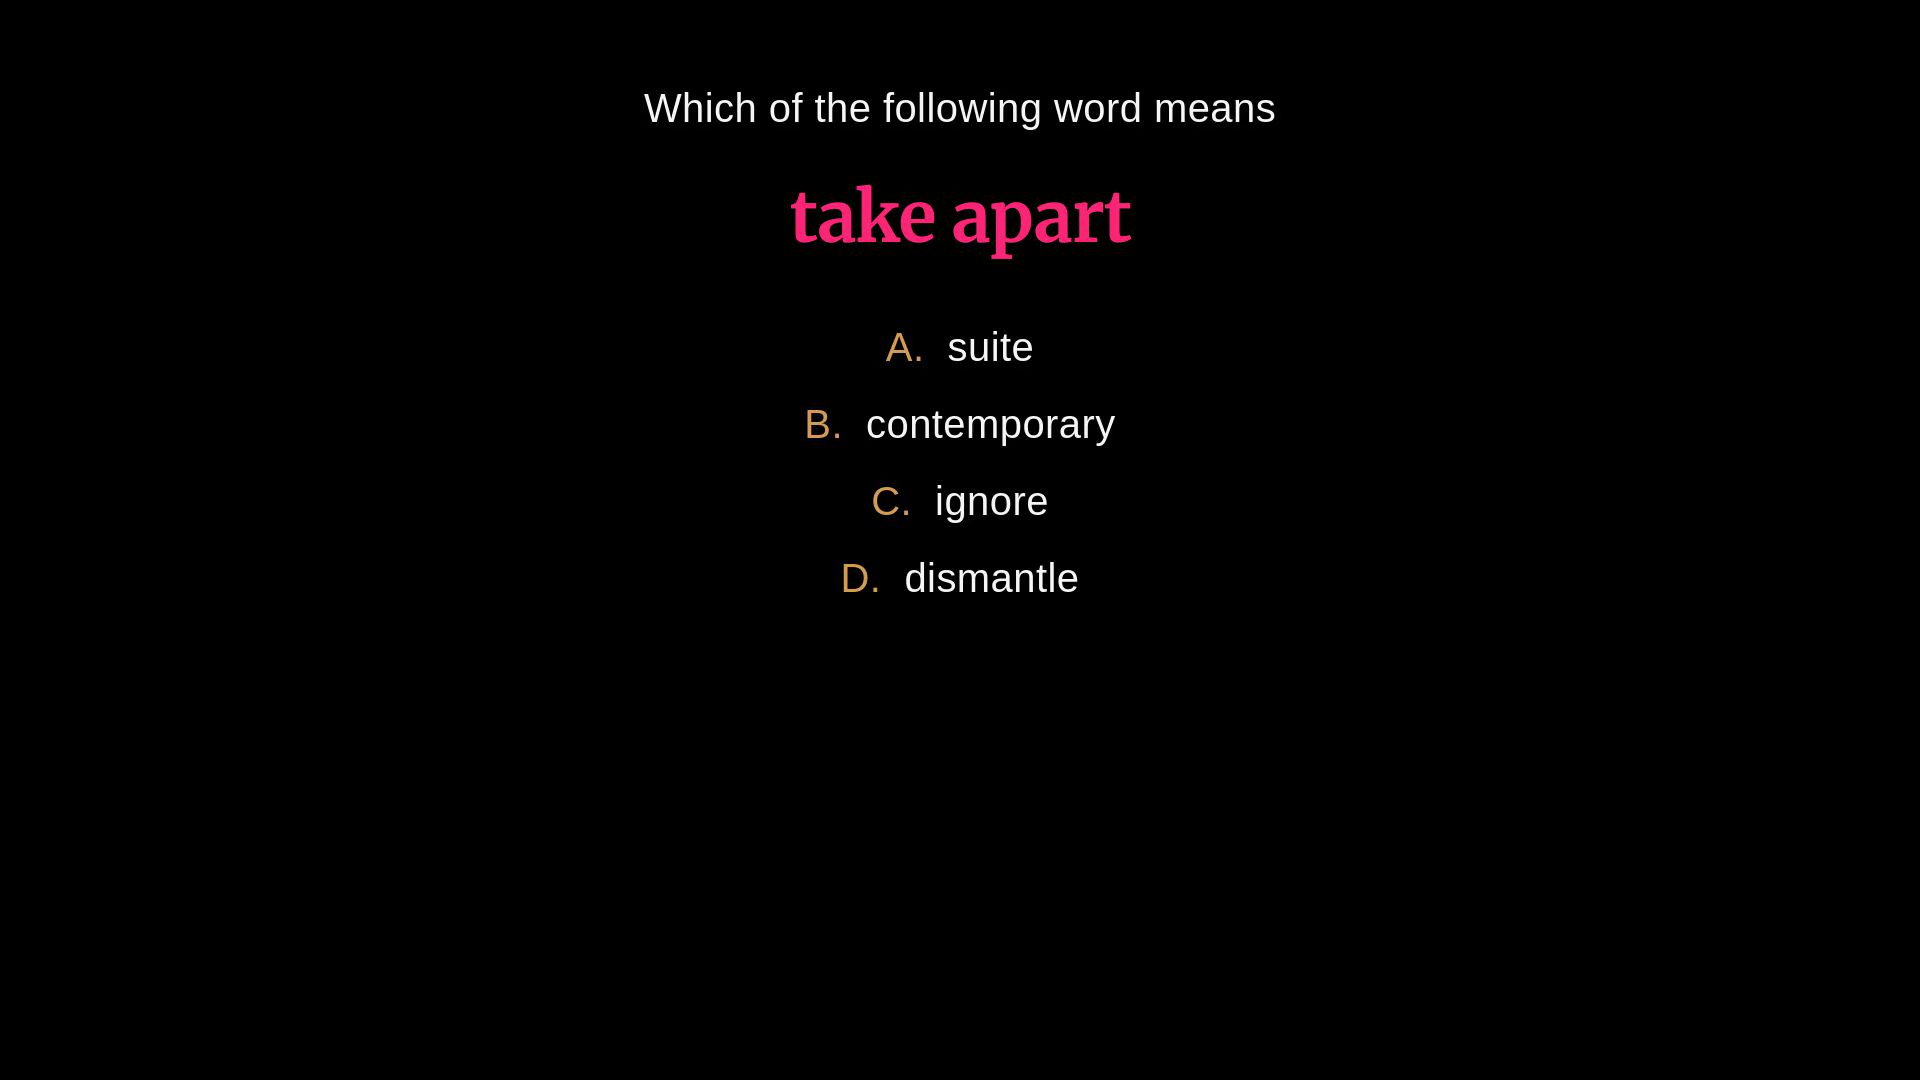 Which of the following word means
take apart
A. suite
B. contemporary
C. ignore
D. dismantle